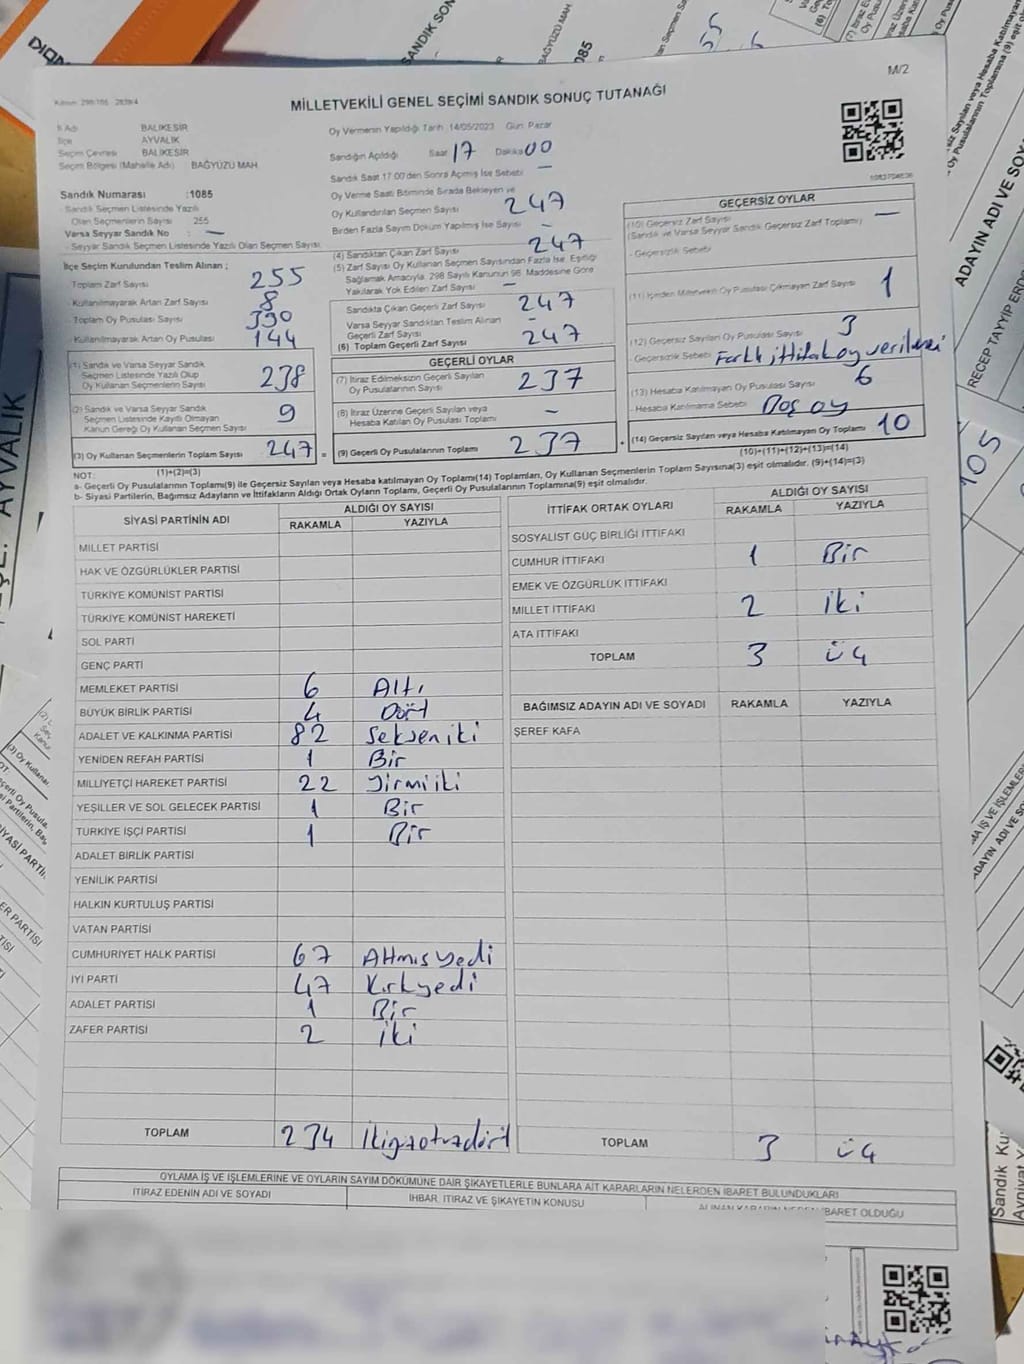 M/2
Kanun: 298/105 - 2839/4
MİLLETVEKİLİ GENEL SEÇİMİ SANDIK SONUÇ TUTANAĞI
İl Adı BALIKESİR
İlçe AYVALIK
Seçim Çevresi BALIKESİR
Seçim Bölgesi (Mahalle Adı) : BAĞYÜZÜ MAH.
Sandık Numarası :1085
- Sandık Seçmen Listesinde Yazılı
Olan Seçmenlerin Sayısı 255
Varsa Seyyar Sandık No : —
- Seyyar Sandık Seçmen Listesinde Yazılı Olan Seçmen Sayısı
Oy Vermenin Yapıldığı Tarih :14/05/2023 Gün: Pazar
Sandığın Açıldığı Saat 17 Dakika 00
Sandık Saat 17:00'den Sonra Açılmış İse Sebebi —
Oy Verme Saati Bitiminde Sırada Bekleyen ve
Oy Kullandırılan Seçmen Sayısı 247
Birden Fazla Sayım Döküm Yapılmış İse Sayısı —
İlçe Seçim Kurulundan Teslim Alınan ;
Toplam Zarf Sayısı 255
- Kullanılmayarak Artan Zarf Sayısı 8
- Toplam Oy Pusulası Sayısı 390
- Kullanılmayarak Artan Oy Pusulası 144
(1) Sandık ve Varsa Seyyar Sandık
Seçmen Listesinde Yazılı Olup
Oy Kullanan Seçmenlerin Sayısı 238
(2) Sandık ve Varsa Seyyar Sandık
Seçmen Listesinde Kayıtlı Olmayan
Kanun Gereği Oy Kullanan Seçmen Sayısı 9
(3) Oy Kullanan Seçmenlerin Toplam Sayısı 247 =
(1)+(2)=(3)
(4) Sandıktan Çıkan Zarf Sayısı 247
(5) Zarf Sayısı Oy Kullanan Seçmen Sayısından Fazla İse, Eşitliği
Sağlamak Amacıyla, 298 Sayılı Kanunun 98. Maddesine Göre
Yakılarak Yok Edilen Zarf Sayısı —
Sandıkta Çıkan Geçerli Zarf Sayısı 247
Varsa Seyyar Sandıktan Teslim Alınan
Geçerli Zarf Sayısı —
(6) Toplam Geçerli Zarf Sayısı 247
GEÇERLİ OYLAR
(7) İtiraz Edilmeksizin Geçerli Sayılan
Oy Pusulalarının Sayısı 237
(8) İtiraz Üzerine Geçerli Sayılan veya
Hesaba Katılan Oy Pusulası Toplamı —
(9) Geçerli Oy Pusulalarının Toplamı 237 +
GEÇERSİZ OYLAR
(10) Geçersiz Zarf Sayısı —
(Sandık ve Varsa Seyyar Sandık Geçersiz Zarf Toplamı)
- Geçersizlik Sebebi
(11) İçinden Milletvekili Oy Pusulası Çıkmayan Zarf Sayısı 1
(12) Geçersiz Sayılan Oy Pusulası Sayısı 3
- Geçersizlik Sebebi Farklı ittifak oy verilmesi
(13) Hesaba Katılmayan Oy Pusulası Sayısı 6
- Hesaba Katılmama Sebebi Boş oy
(14) Geçersiz Sayılan veya Hesaba Katılmayan Oy Toplamı 10
(10)+(11)+(12)+(13)=(14)
NOT:
a- Geçerli Oy Pusulalarının Toplamı(9) ile Geçersiz Sayılan veya Hesaba katılmayan Oy Toplamı(14) Toplamları, Oy Kullanan Seçmenlerin Toplam Sayısına(3) eşit olmalıdır. (9)+(14)=(3)
b- Siyasi Partilerin, Bağımsız Adayların ve İttifakların Aldığı Ortak Oyların Toplamı, Geçerli Oy Pusulalarının Toplamına(9) eşit olmalıdır.
SİYASİ PARTİNİN ADI ALDIĞI OY SAYISI
RAKAMLA YAZIYLA
MİLLET PARTİSİ
HAK VE ÖZGÜRLÜKLER PARTİSİ
TÜRKİYE KOMÜNİST PARTİSİ
TÜRKİYE KOMÜNİST HAREKETİ
SOL PARTİ
GENÇ PARTİ
MEMLEKET PARTİSİ 6 Altı
BÜYÜK BİRLİK PARTİSİ 4 Dört
ADALET VE KALKINMA PARTİSİ 82 Seksen iki
YENİDEN REFAH PARTİSİ 1 Bir
MİLLİYETÇİ HAREKET PARTİSİ 22 Yirmiiki
YEŞİLLER VE SOL GELECEK PARTİSİ 1 Bir
TÜRKİYE İŞÇİ PARTİSİ 1 Bir
ADALET BİRLİK PARTİSİ
YENİLİK PARTİSİ
HALKIN KURTULUŞ PARTİSİ
VATAN PARTİSİ
CUMHURİYET HALK PARTİSİ 67 Altmışyedi
İYİ PARTİ 47 Kırkyedi
ADALET PARTİSİ 1 Bir
ZAFER PARTİSİ 2 iki
TOPLAM 234 İkiyüzotuzdört
İTTİFAK ORTAK OYLARI ALDIĞI OY SAYISI
RAKAMLA YAZIYLA
SOSYALİST GÜÇ BİRLİĞİ İTTİFAKI
CUMHUR İTTİFAKI 1 Bir
EMEK VE ÖZGÜRLÜK İTTİFAKI
MİLLET İTTİFAKI 2 iki
ATA İTTİFAKI
TOPLAM 3 üç
BAĞIMSIZ ADAYIN ADI VE SOYADI RAKAMLA YAZIYLA
ŞEREF KAFA
TOPLAM 3 üç
OYLAMA İŞ VE İŞLEMLERİNE VE OYLARIN SAYIM DÖKÜMÜNE DAİR ŞİKAYETLERLE BUNLARA AİT KARARLARIN NELERDEN İBARET BULUNDUKLARI
İTİRAZ EDENİN ADI VE SOYADI İHBAR, İTİRAZ VE ŞİKAYETİN KONUSU ALINAN KARARIN NEDEN İBARET OLDUĞU
AYVALIK
ADAYIN ADI VE SOY
RECEP TAYYİP ERD
105
Sandık Ku